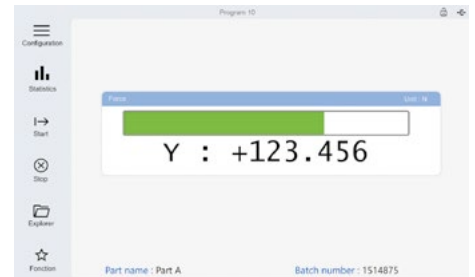 Program 10
Configuration
Statistics
Start
Stop
Explorer
Fonction
Force
Unit : N
Y : +123.456
Part name : Part A
Batch number : 1514875